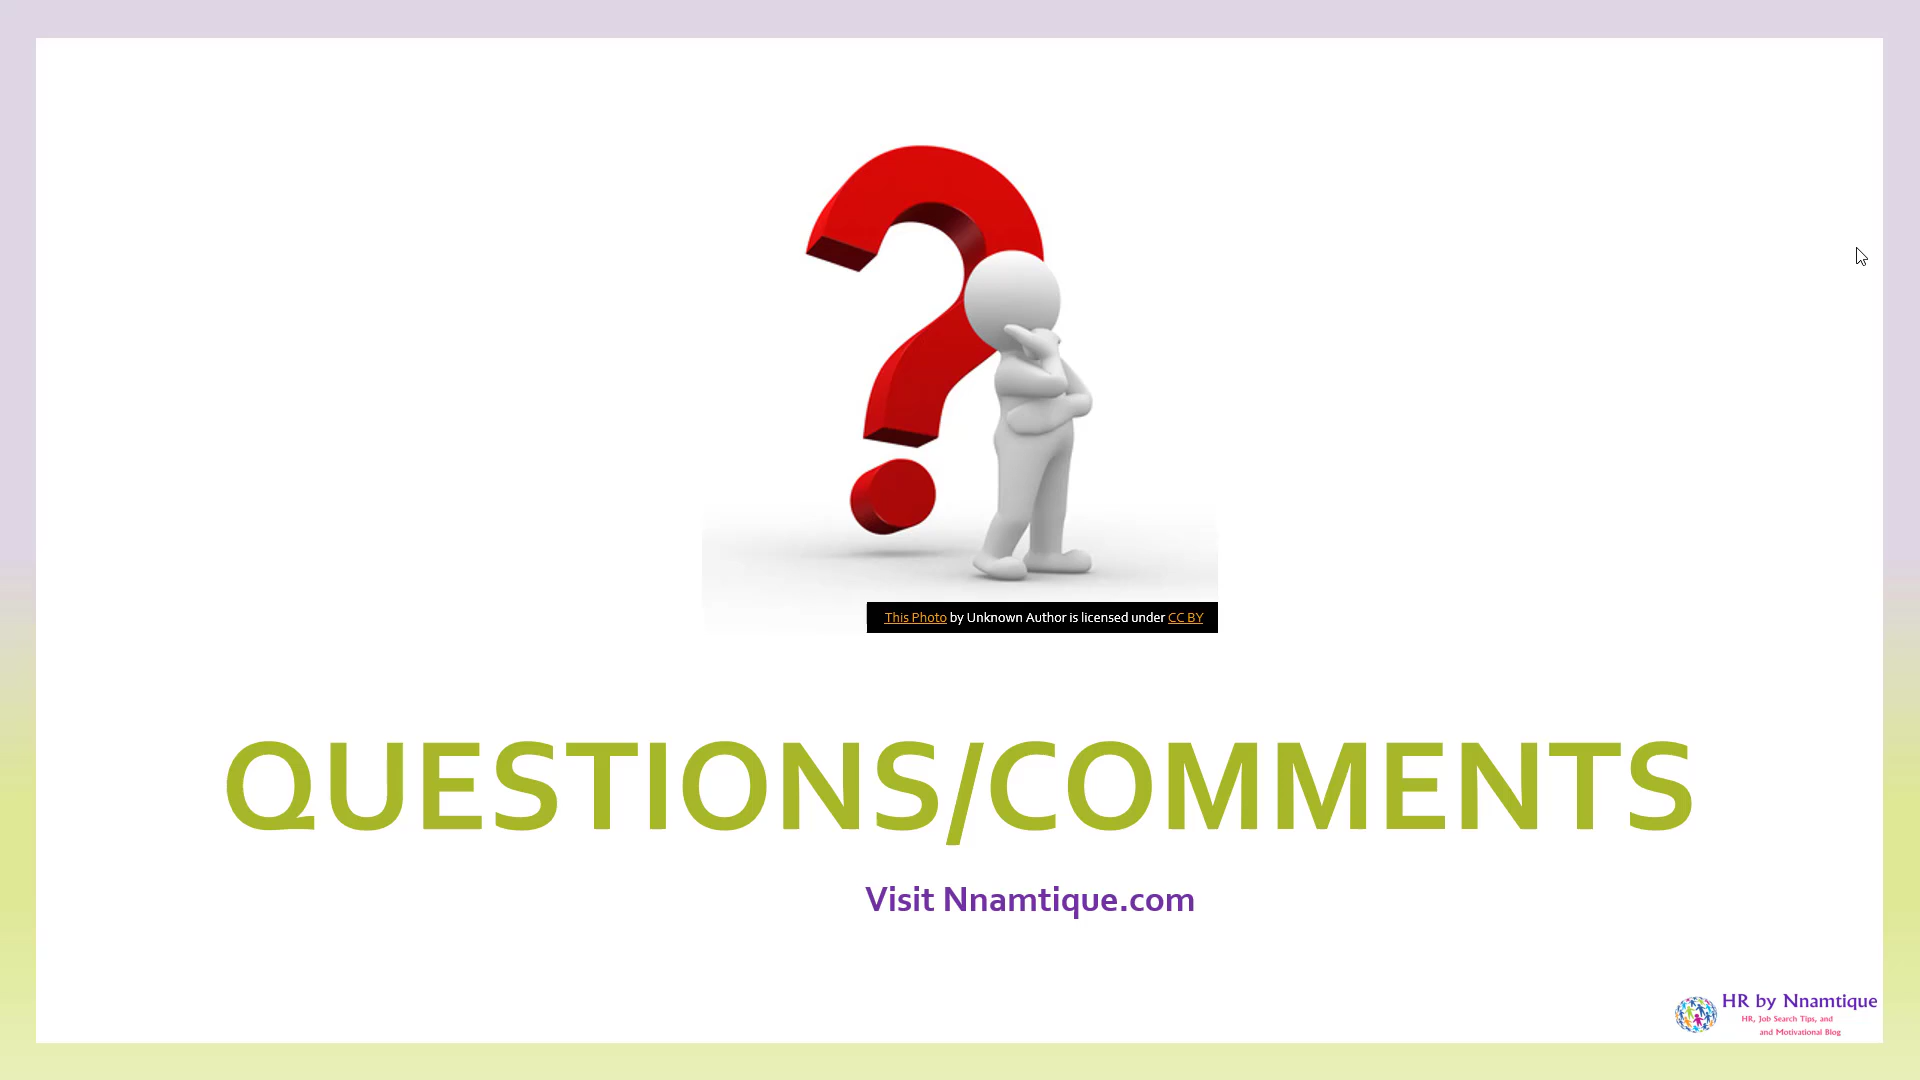 This Photo by Unknown Author is licensed under CC BY
QUESTIONS/COMMENTS
Visit Nnamtique.com
HR by Nnamtique
HR, Job Search Tips, and
and Motivational Blog